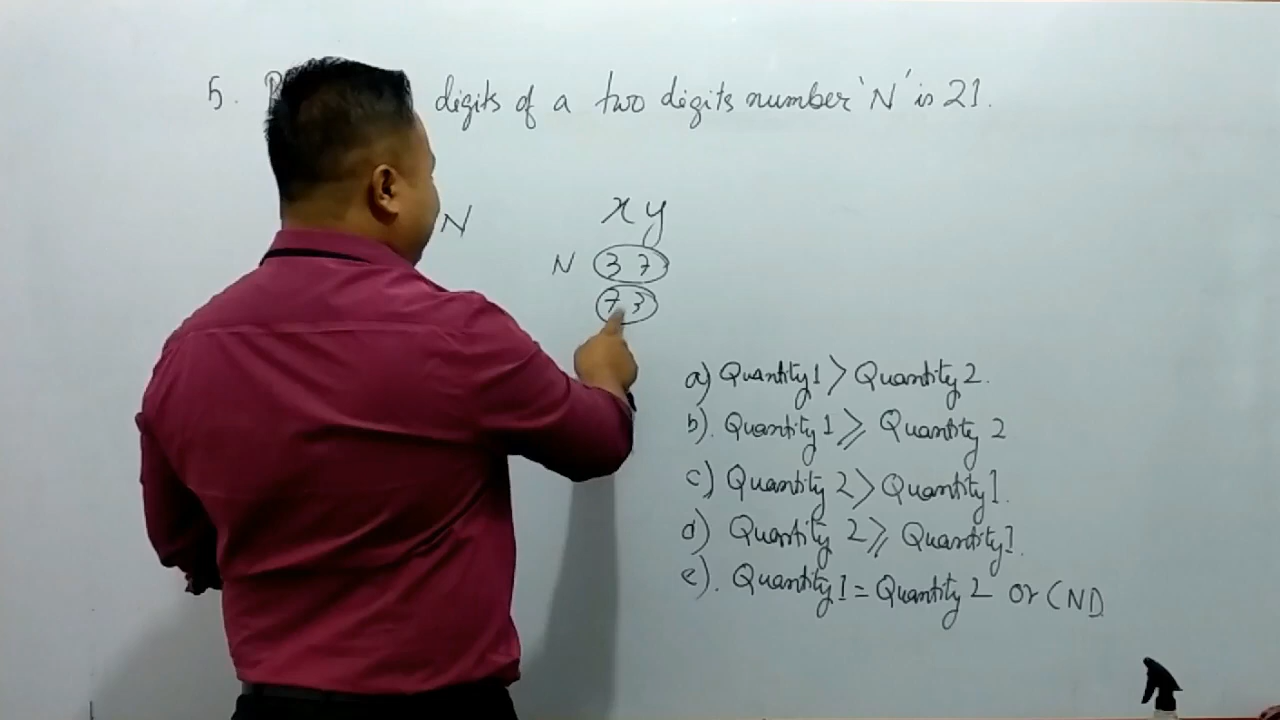 5. digits of a two digits number 'N' is 21.
N
x y
N 3 7
7 3
a) Quantity 1 > Quantity 2.
b). Quantity 1 ⩾ Quantity 2
c) Quantity 2 > Quantity 1.
d) Quantity 2 ⩾ Quantity 1.
e). Quantity 1 = Quantity 2 or CND